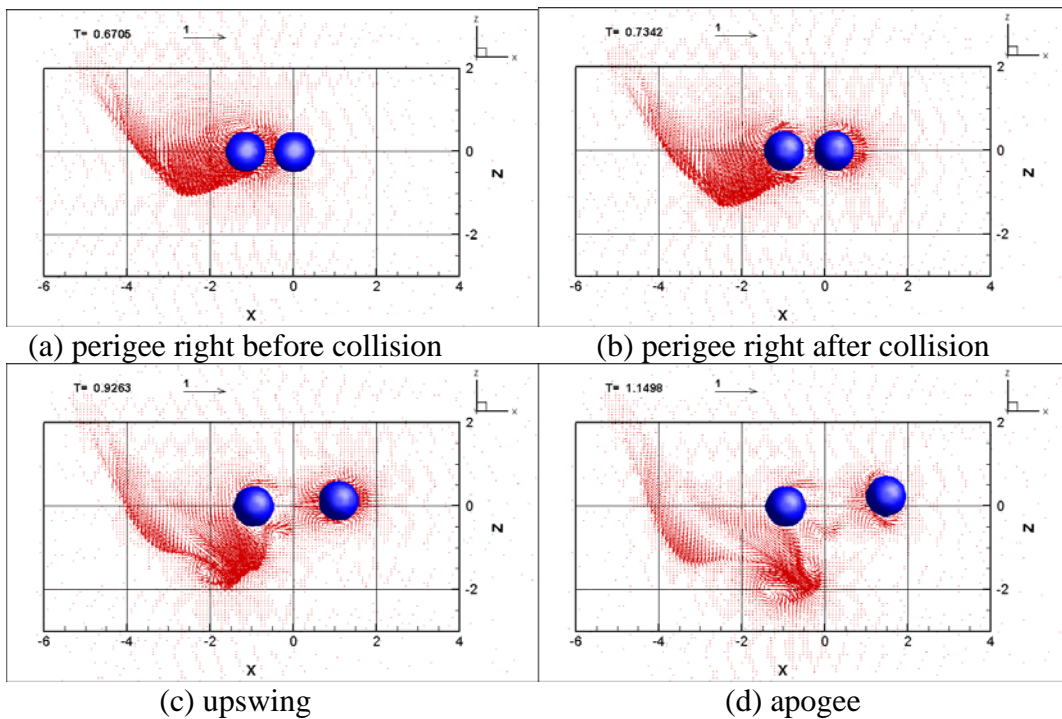 T= 0.6705
1
z
x
2
0
-2
Z
-6
-4
-2
0
2
4
X
(a) perigee right before collision
T= 0.7342
1
z
x
2
0
-2
Z
-6
-4
-2
0
2
4
X
(b) perigee right after collision
T= 0.9263
1
z
x
2
0
-2
Z
-6
-4
-2
0
2
4
X
(c) upswing
T= 1.1498
1
z
x
2
0
-2
Z
-6
-4
-2
0
2
4
X
(d) apogee